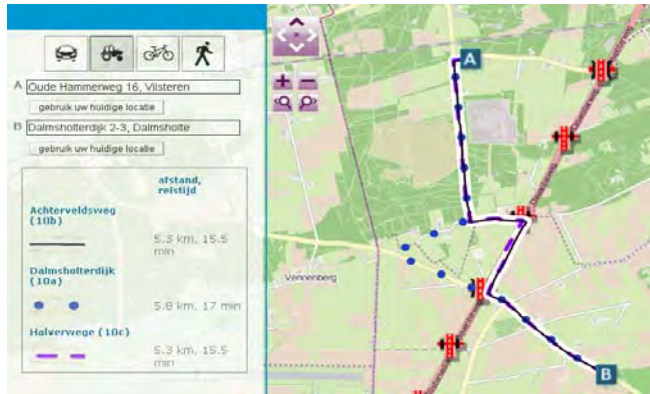 A Oude Hammerweg 16, Vilsteren
gebruik uw huidige locatie
B Dalmsholterdijk 2-3, Dalmsholte
gebruik uw huidige locatie
afstand,
reistijd
Achterveldsweg
(10b)
5.3 km, 15.5
min
Dalmsholterdijk
(10a)
5.8 km, 17 min
Halverwege (10c)
5.3 km, 15.5
min
A
Vennenberg
B